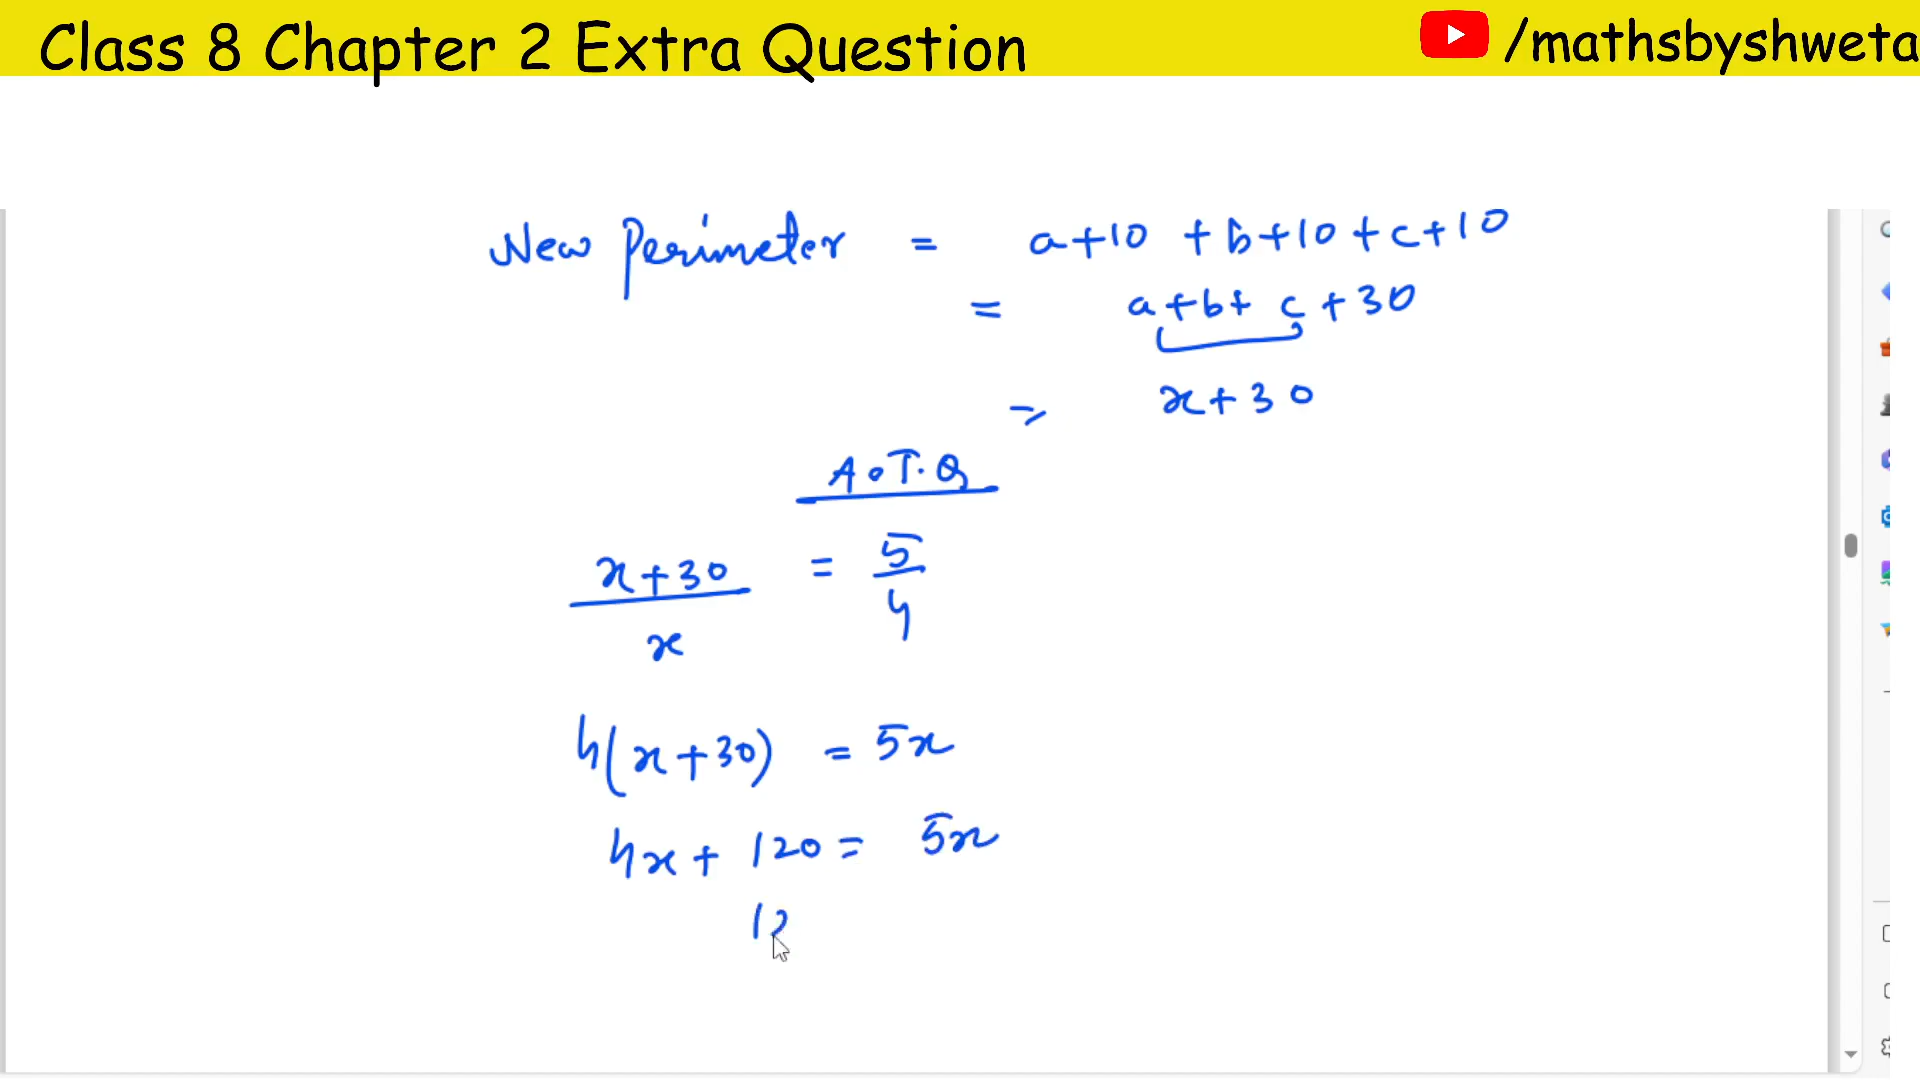 Class 8 Chapter 2 Extra Question
/mathsbyshweta
New Perimeter = a+10 + b+10 + c+10
= a+b+ c +30
= x+30
A.T.Q
x+30 / x = 5/4
4(x+30) = 5x
4x + 120 = 5x
12